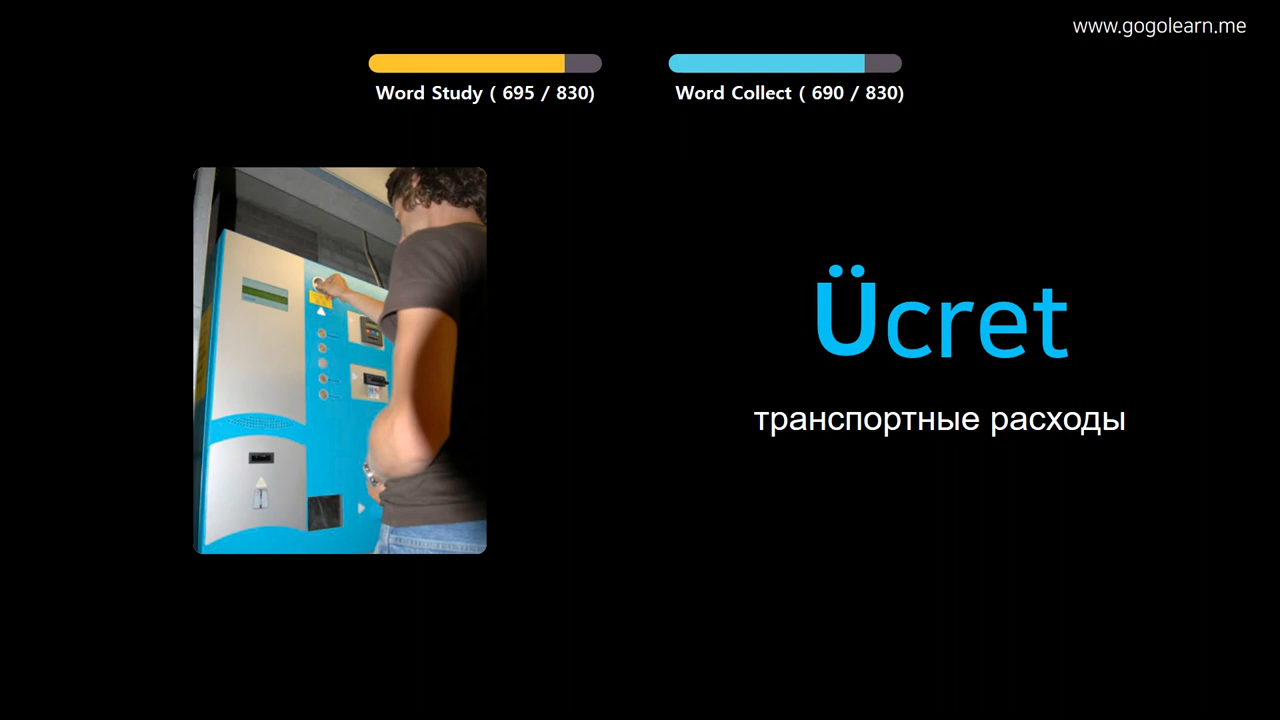 www.gogolearn.me
Word Study ( 695 / 830)
Word Collect ( 690 / 830)
Ücret
транспортные расходы